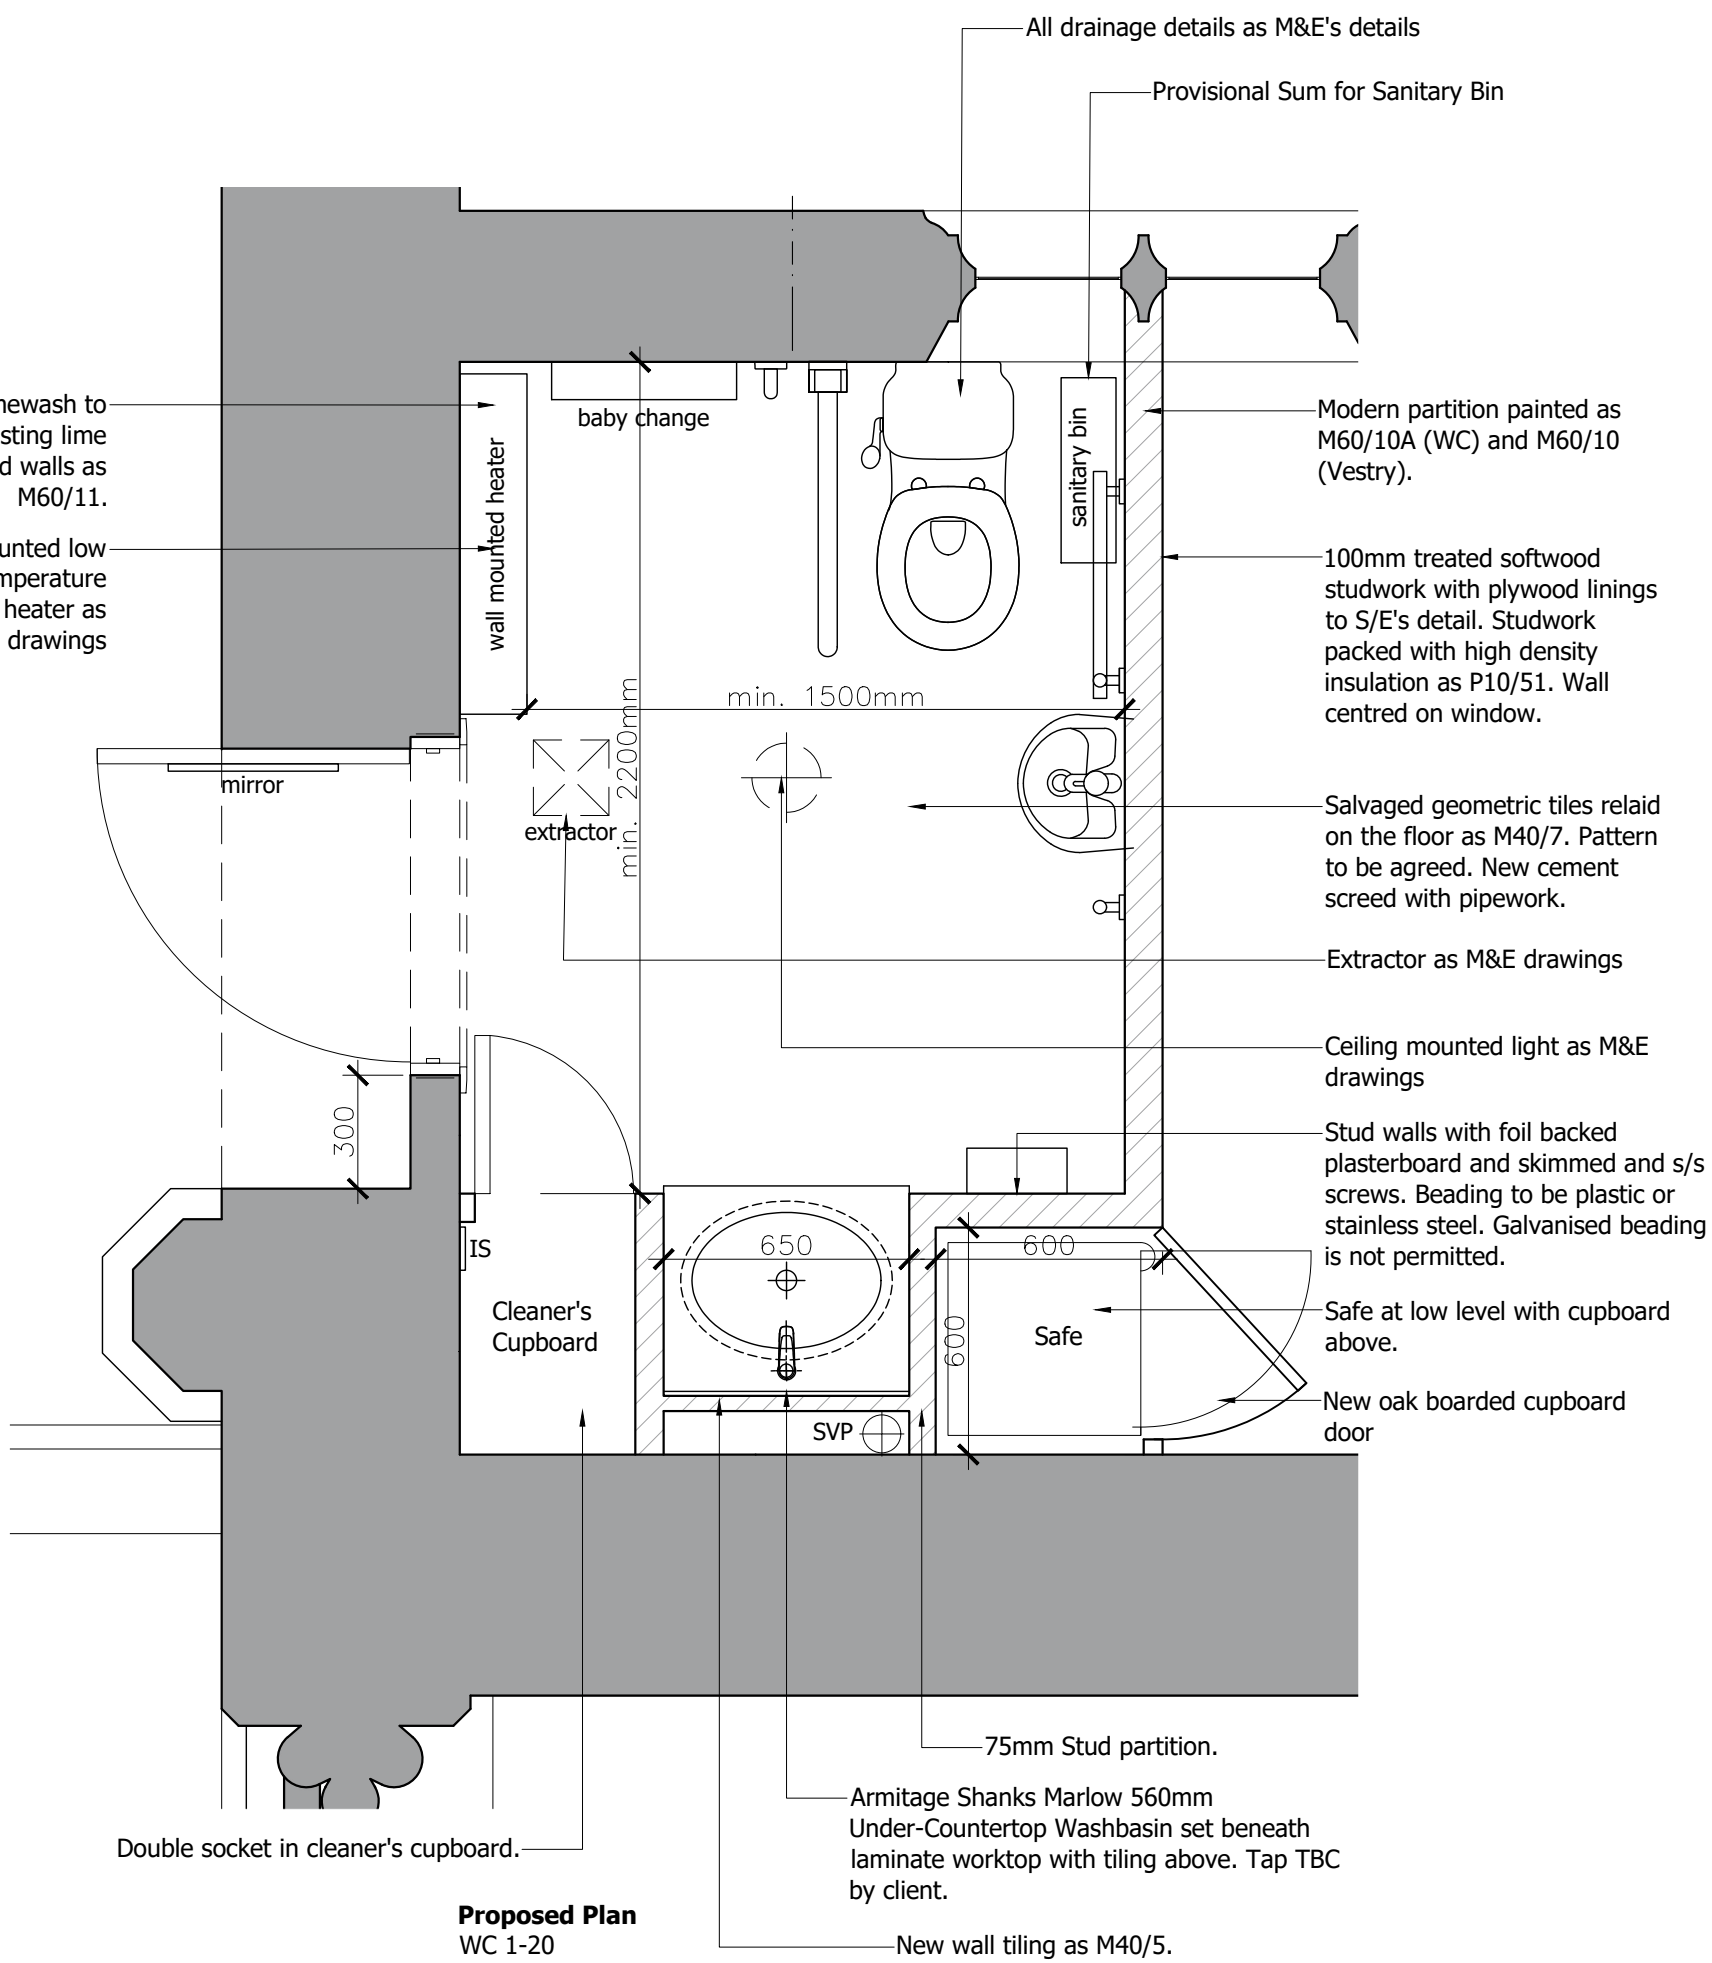 All drainage details as M&E's details
Provisional Sum for Sanitary Bin
sting lime
d walls as
M60/11.
unted low
heater as
drawings
baby change
wall mounted heater
sanitary bin
min. 1500mm
min. 2200mm
mirror
extractor
300
IS
Cleaner's
Cupboard
650
600
600
Safe
SVP
Modern partition painted as
M60/10A (WC) and M60/10
(Vestry).
100mm treated softwood
studwork with plywood linings
to S/E's detail. Studwork
packed with high density
insulation as P10/51. Wall
centred on window.
Salvaged geometric tiles relaid
on the floor as M40/7. Pattern
to be agreed. New cement
screed with pipework.
Extractor as M&E drawings
Ceiling mounted light as M&E
drawings
Stud walls with foil backed
plasterboard and skimmed and s/s
screws. Beading to be plastic or
stainless steel. Galvanised beading
is not permitted.
Safe at low level with cupboard
above.
New oak boarded cupboard
door
75mm Stud partition.
Armitage Shanks Marlow 560mm
Under-Countertop Washbasin set beneath
laminate worktop with tiling above. Tap TBC
by client.
Double socket in cleaner's cupboard.
New wall tiling as M40/5.
Proposed Plan
WC 1-20